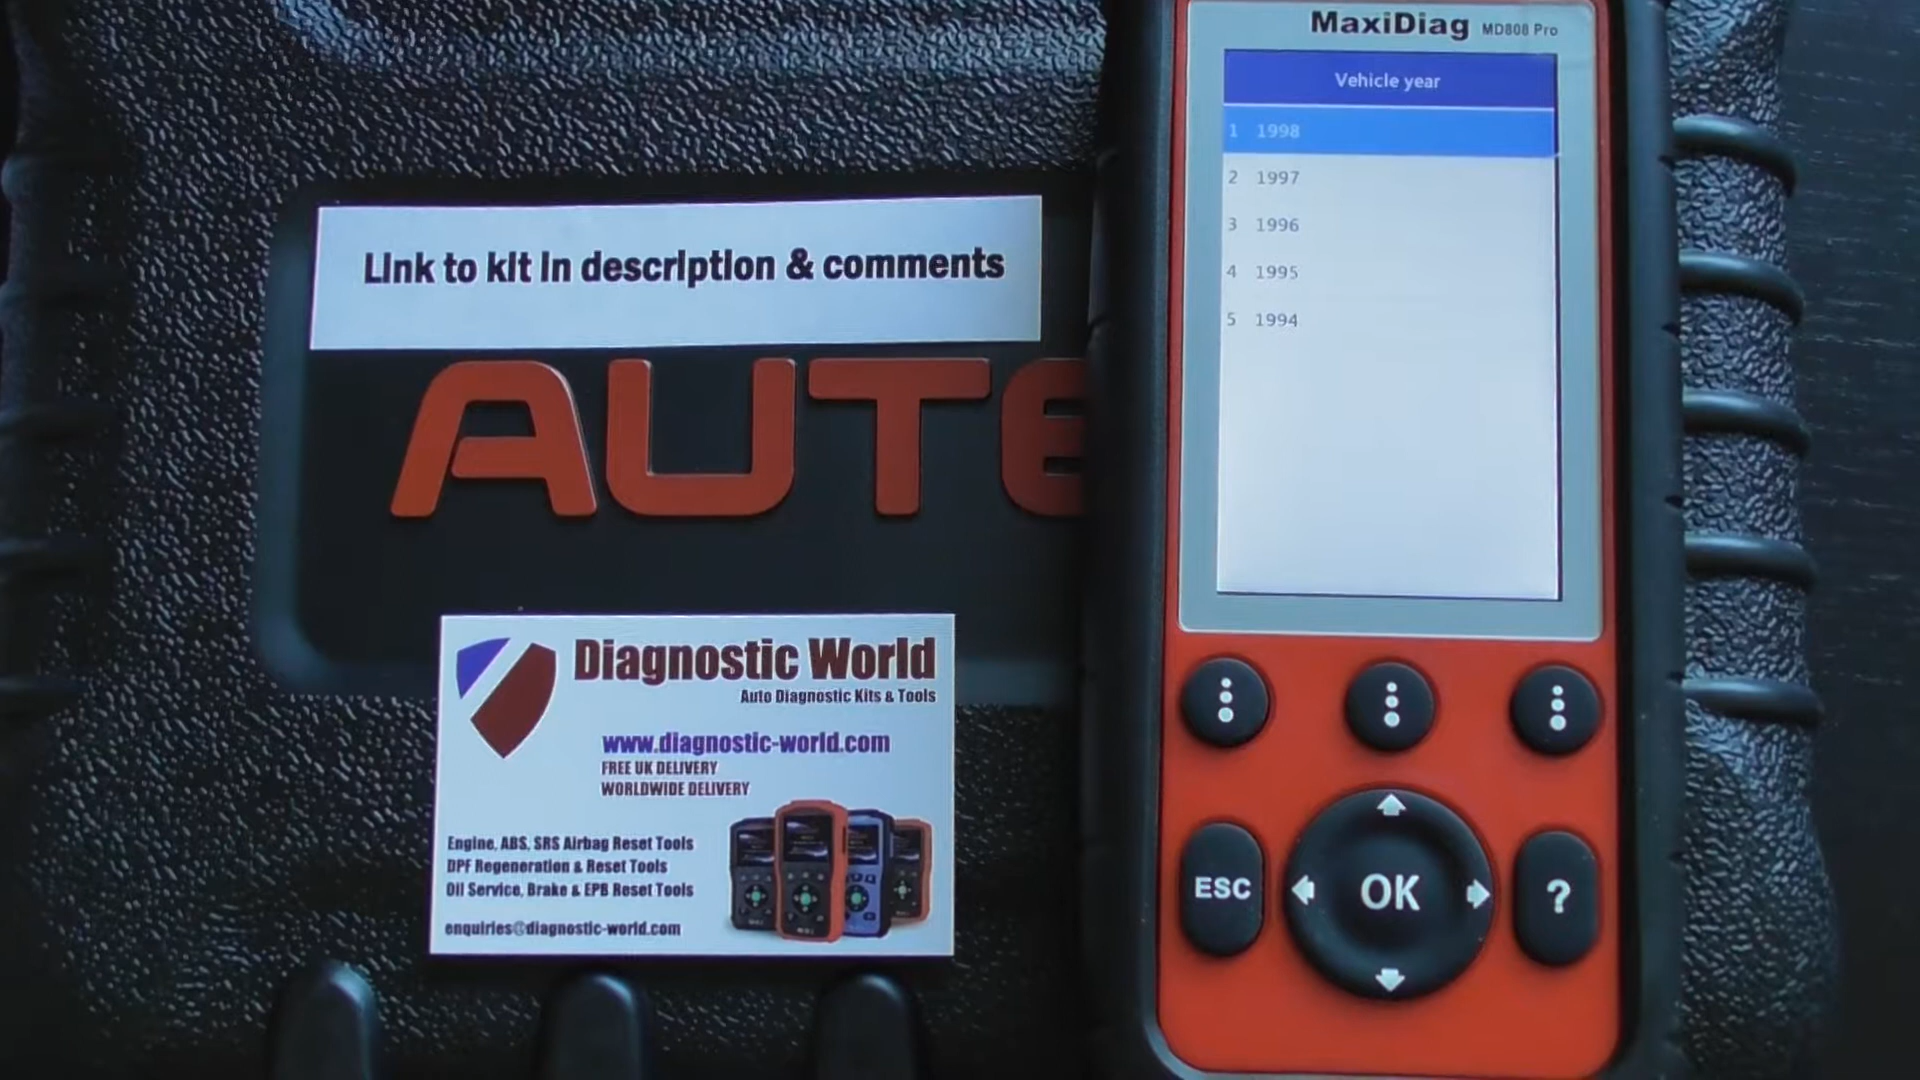 Link to kit in description & comments
AUTE
Diagnostic World
Auto Diagnostic Kits & Tools
www.diagnostic-world.com
FREE UK DELIVERY
WORLDWIDE DELIVERY
Engine, ABS, SRS Airbag Reset Tools
DPF Regeneration & Reset Tools
Oil Service, Brake & EPB Reset Tools
enquiries@diagnostic-world.com
MaxiDiag MD808 Pro
Vehicle year
1 1998
2 1997
3 1996
4 1995
5 1994
ESC
OK
?